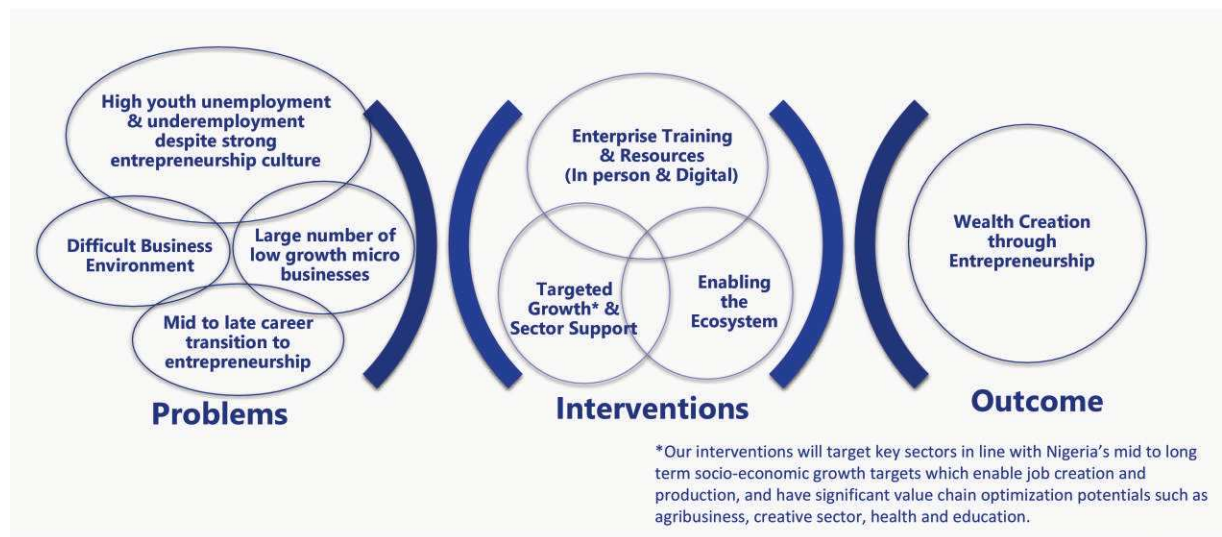 High youth unemployment
& underemployment
despite strong
entrepreneurship culture
Difficult Business
Environment
Large number of
low growth micro
businesses
Mid to late career
transition to
entrepreneurship
Problems
Enterprise Training
& Resources
(In person & Digital)
Targeted
Growth* &
Sector Support
Enabling
the
Ecosystem
Interventions
Wealth Creation
through
Entrepreneurship
Outcome
*Our interventions will target key sectors in line with Nigeria’s mid to long
term socio-economic growth targets which enable job creation and
production, and have significant value chain optimization potentials such as
agribusiness, creative sector, health and education.